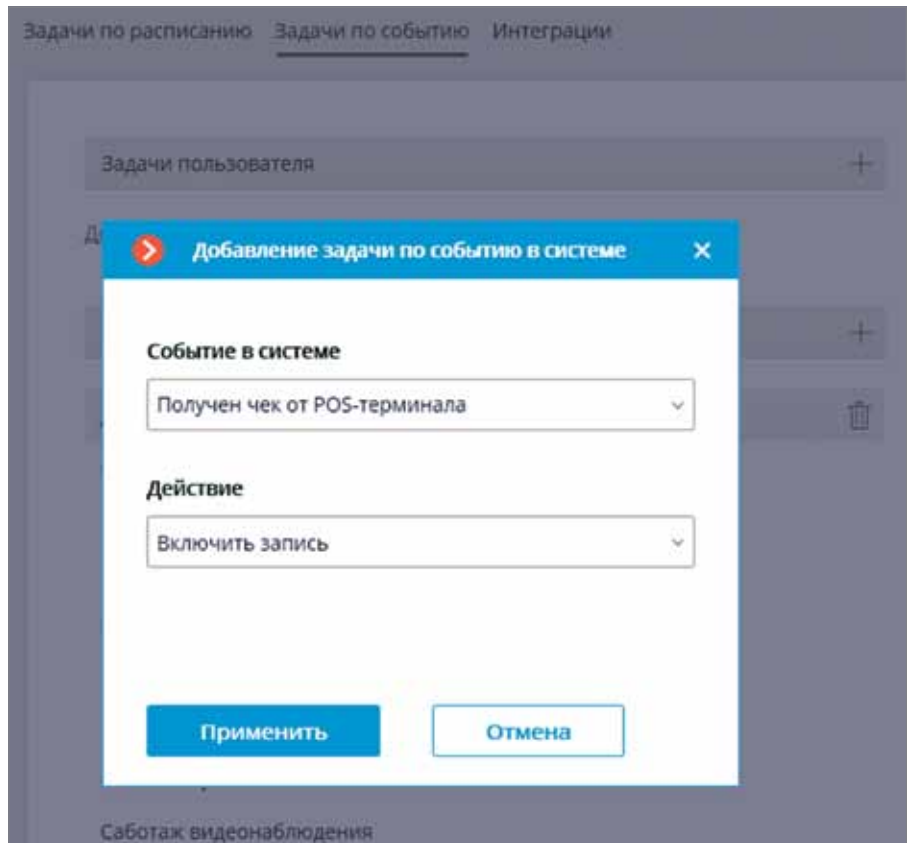 Задачи по расписанию Задачи по событию Интеграции
Задачи пользователя
Добавление задачи по событию в системе
Событие в системе
Получен чек от POS-терминала
Действие
Включить запись
Применить Отмена
Саботаж видеонаблюдения